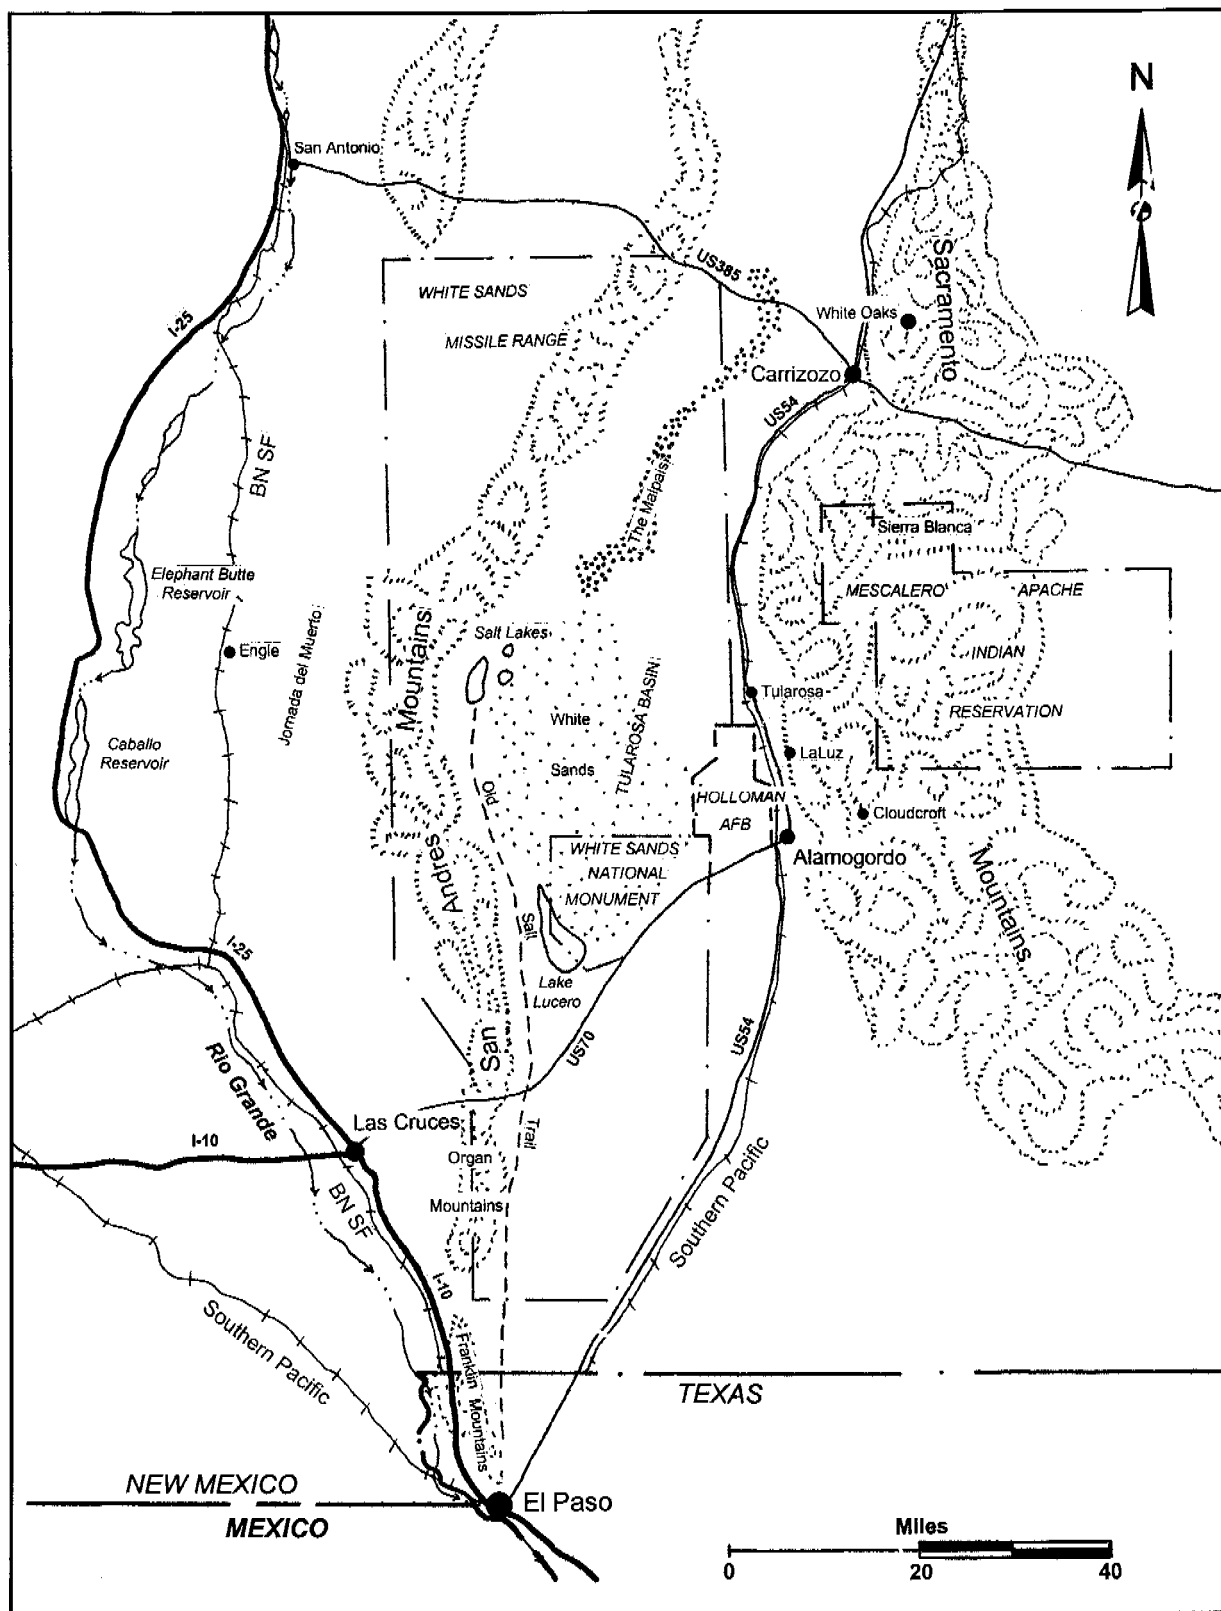 N
San Antonio
Sacramento
US385
WHITE SANDS
White Oaks
I-25
MISSILE RANGE
Carrizozo
US54
BN SF
The Malpais
Sierra Blanca
Elephant Butte
Reservoir
MESCALERO
APACHE
Jornada del Muerto
Mountains
Salt Lakes
Engle
INDIAN
TULAROSA BASIN
Tularosa
RESERVATION
White
Caballo
Reservoir
LaLuz
Sands
Old
HOLLOMAN
AFB
Cloudcroft
WHITE SANDS
NATIONAL
MONUMENT
Alamogordo
Andres
Mountains
Salt
I-25
Lake
Lucero
San
US70
US54
Rio Grande
Las Cruces
Trail
I-10
Organ
Mountains
BN SF
Southern Pacific
I-10
Southern Pacific
Franklin Mountains
TEXAS
NEW MEXICO
El Paso
MEXICO
Miles
0
20
40